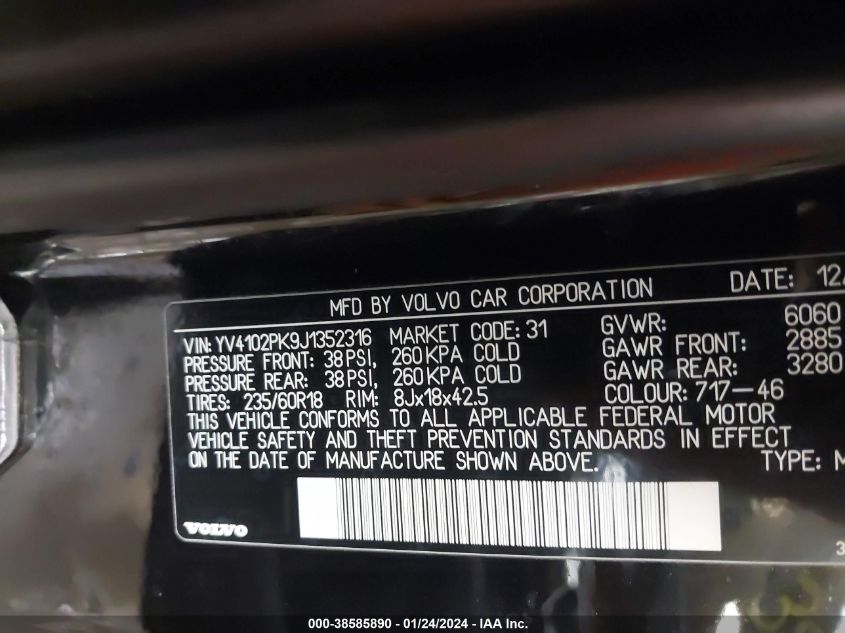 MFD BY VOLVO CAR CORPORATION DATE: 12
VIN: YV4102PK9J1352316 MARKET CODE: 31 GVWR: 6060
PRESSURE FRONT: 38 PSI, 260 KPA COLD GAWR FRONT: 2885
PRESSURE REAR: 38 PSI, 260 KPA COLD GAWR REAR: 3280
TIRES: 235/60R18 RIM: 8Jx18x42.5 COLOUR: 717-46
THIS VEHICLE CONFORMS TO ALL APPLICABLE FEDERAL MOTOR
VEHICLE SAFETY AND THEFT PREVENTION STANDARDS IN EFFECT
ON THE DATE OF MANUFACTURE SHOWN ABOVE. TYPE: M
VOLVO 3
000-38585890 - 01/24/2024 - IAA Inc.